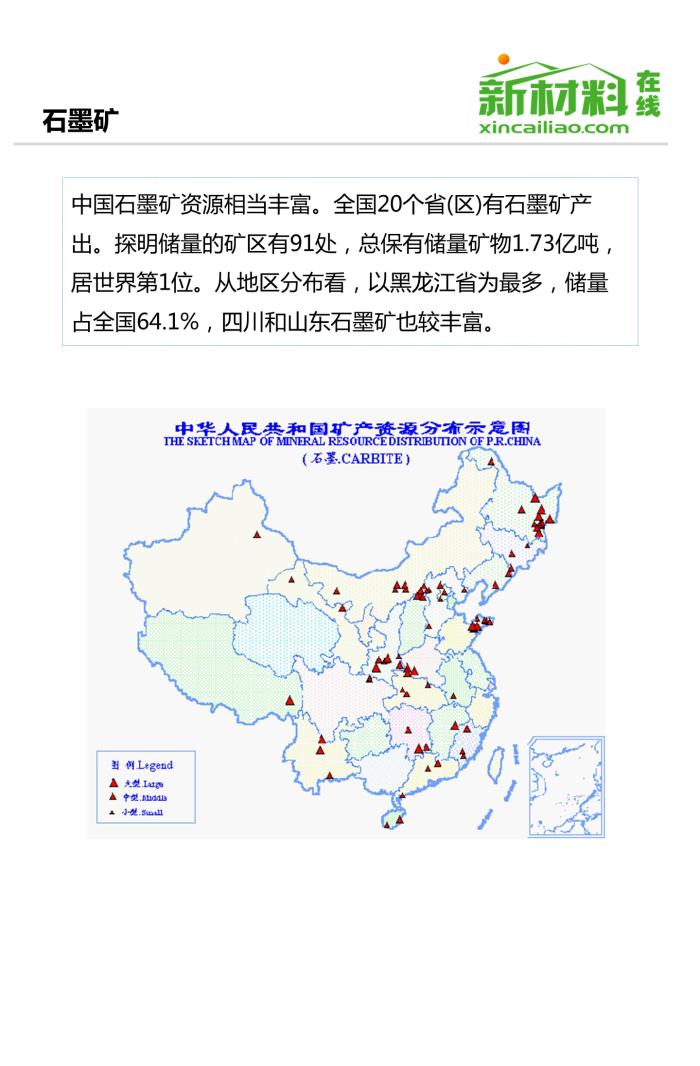 石墨矿
新材料在线
xincailiao.com
中国石墨矿资源相当丰富。全国20个省(区)有石墨矿产
出。探明储量的矿区有91处，总保有储量矿物1.73亿吨，
居世界第1位。从地区分布看，以黑龙江省为最多，储量
占全国64.1%，四川和山东石墨矿也较丰富。
中华人民共和国矿产资源分布示意图
THE SKETCH MAP OF MINERAL RESOURCE DISTRIBUTION OF P.R.CHINA
(石墨.CARBITE)
图 例.Legend
大型.Large
中型.Middle
小型.Small